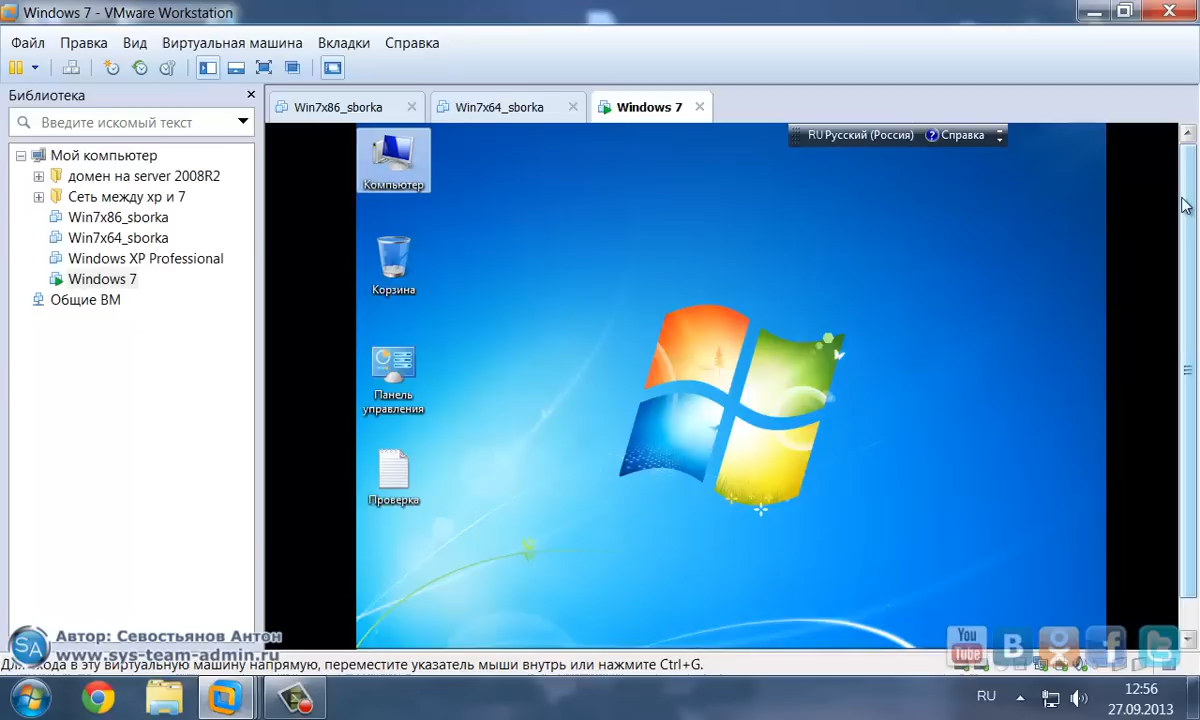 Windows 7 - VMware Workstation
Файл Правка Вид Виртуальная машина Вкладки Справка
Библиотека
Введите искомый текст
Мой компьютер
домен на server 2008R2
Сеть между хр и 7
Win7x86_sborka
Win7x64_sborka
Windows XP Professional
Windows 7
Общие ВМ
Win7x86_sborka Win7x64_sborka Windows 7
RU Русский (Россия) ? Справка
Компьютер
Корзина
Панель
управления
Проверка
SA
Автор: Севостьянов Антон
www.sys-team-admin.ru
You
Tube
В
f
t
хода в эту виртуальную машину напрямую, переместите указатель мыши внутрь или нажмите Ctrl+G.
RU
12:56
27.09.2013